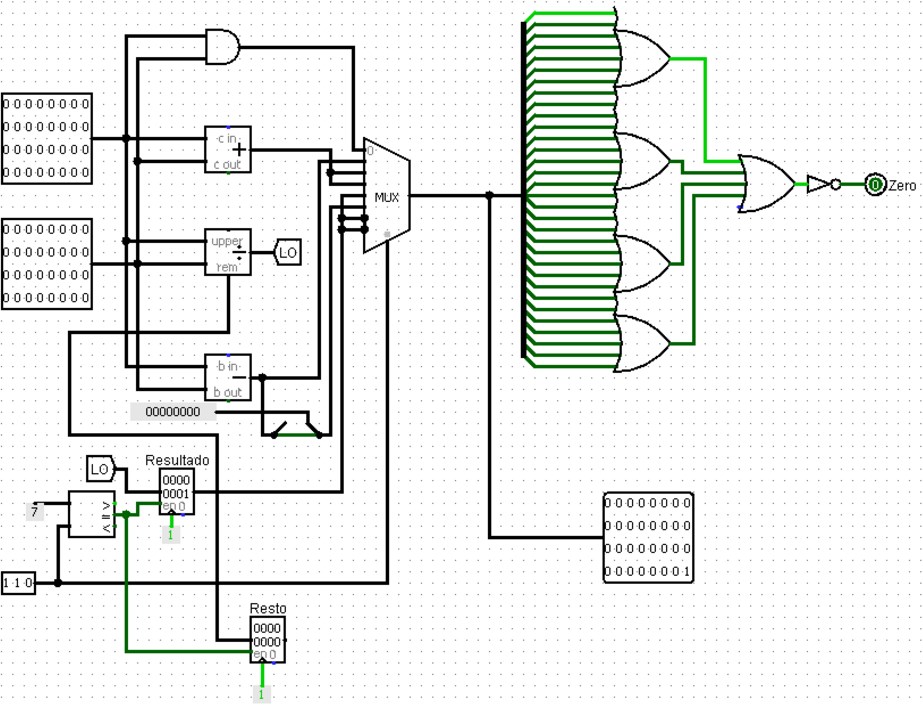 0 0 0 0 0 0 0 0
0 0 0 0 0 0 0 0
0 0 0 0 0 0 0 0
0 0 0 0 0 0 0 0
0 0 0 0 0 0 0 0
0 0 0 0 0 0 0 0
0 0 0 0 0 0 0 0
0 0 0 0 0 0 0 0
c in
+
c out
upper
÷
rem
LO
b in
−
b out
00000000
0
MUX
0
Zero
LO
Resultado
0000
0001
en 0
1
7
>
=
<
1 1 0
Resto
0000
0000
en 0
1
0 0 0 0 0 0 0 0
0 0 0 0 0 0 0 0
0 0 0 0 0 0 0 0
0 0 0 0 0 0 0 1